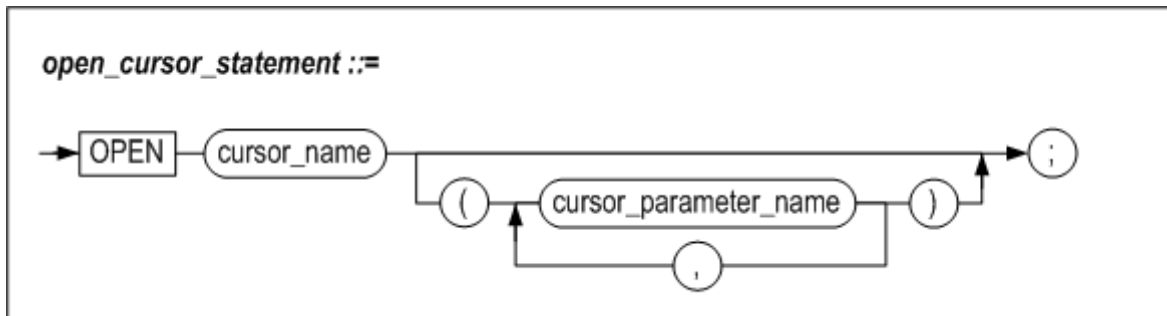 open_cursor_statement ::=
OPEN cursor_name ;
( cursor_parameter_name )
,